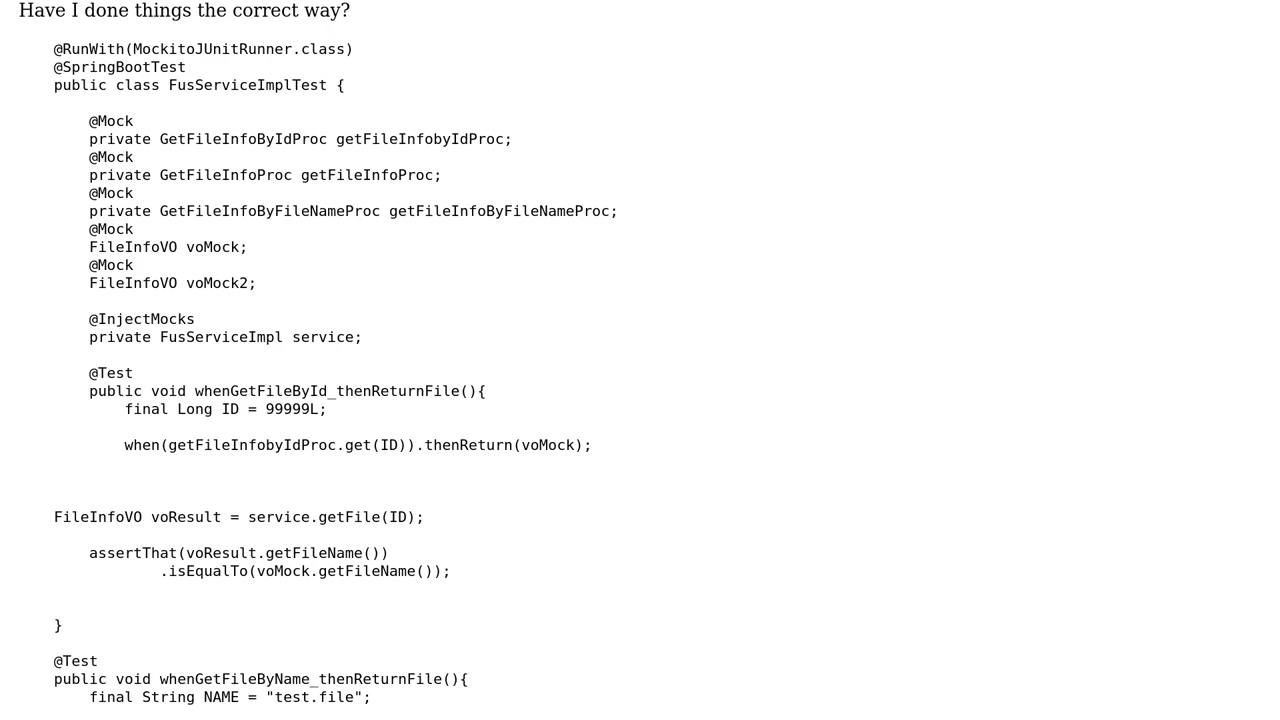 Have I done things the correct way?
@RunWith(MockitoJUnitRunner.class)
@SpringBootTest
public class FusServiceImplTest {
@Mock
private GetFileInfoByIdProc getFileInfobyIdProc;
@Mock
private GetFileInfoProc getFileInfoProc;
@Mock
private GetFileInfoByFileNameProc getFileInfoByFileNameProc;
@Mock
FileInfoVO voMock;
@Mock
FileInfoVO voMock2;
@InjectMocks
private FusServiceImpl service;
@Test
public void whenGetFileById_thenReturnFile(){
final Long ID = 99999L;
when(getFileInfobyIdProc.get(ID)).thenReturn(voMock);
FileInfoVO voResult = service.getFile(ID);
assertThat(voResult.getFileName())
.isEqualTo(voMock.getFileName());
}
@Test
public void whenGetFileByName_thenReturnFile(){
final String NAME = "test.file";